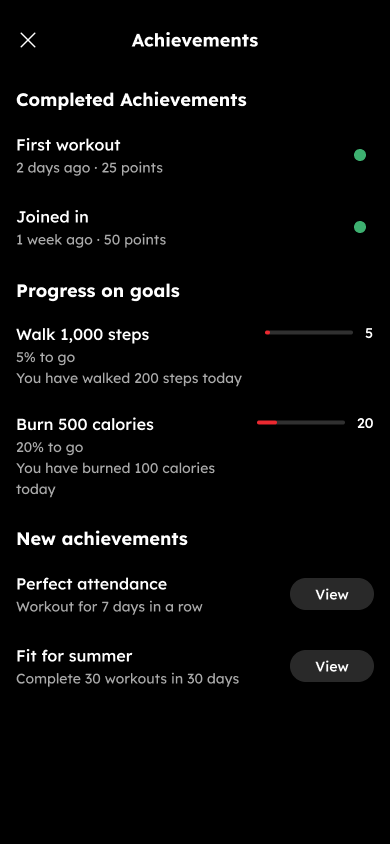 Achievements
Completed Achievements
First workout
2 days ago · 25 points
Joined in
1 week ago · 50 points
Progress on goals
Walk 1,000 steps
5
5% to go
You have walked 200 steps today
Burn 500 calories
20
20% to go
You have burned 100 calories
today
New achievements
Perfect attendance
Workout for 7 days in a row
View
Fit for summer
Complete 30 workouts in 30 days
View